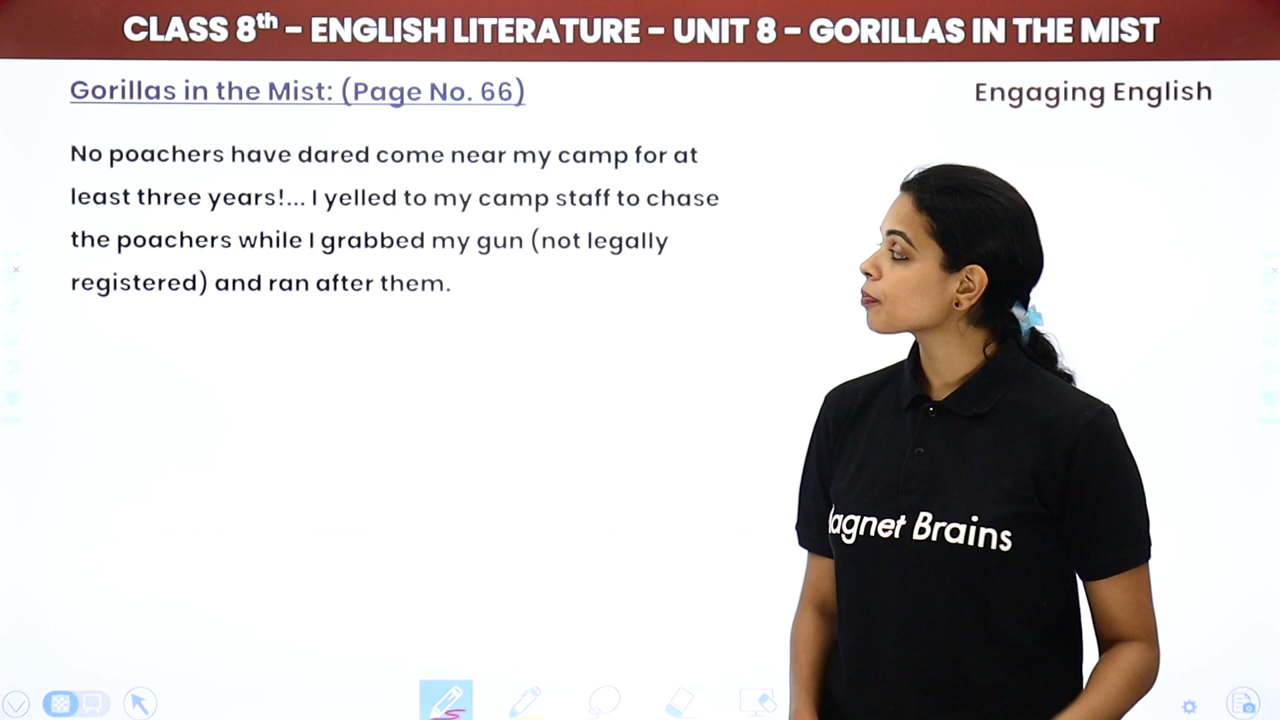 CLASS 8th – ENGLISH LITERATURE – UNIT 8 – GORILLAS IN THE MIST
Gorillas in the Mist: (Page No. 66)
Engaging English
No poachers have dared come near my camp for at
least three years!... I yelled to my camp staff to chase
the poachers while I grabbed my gun (not legally
registered) and ran after them.
agnet Brains